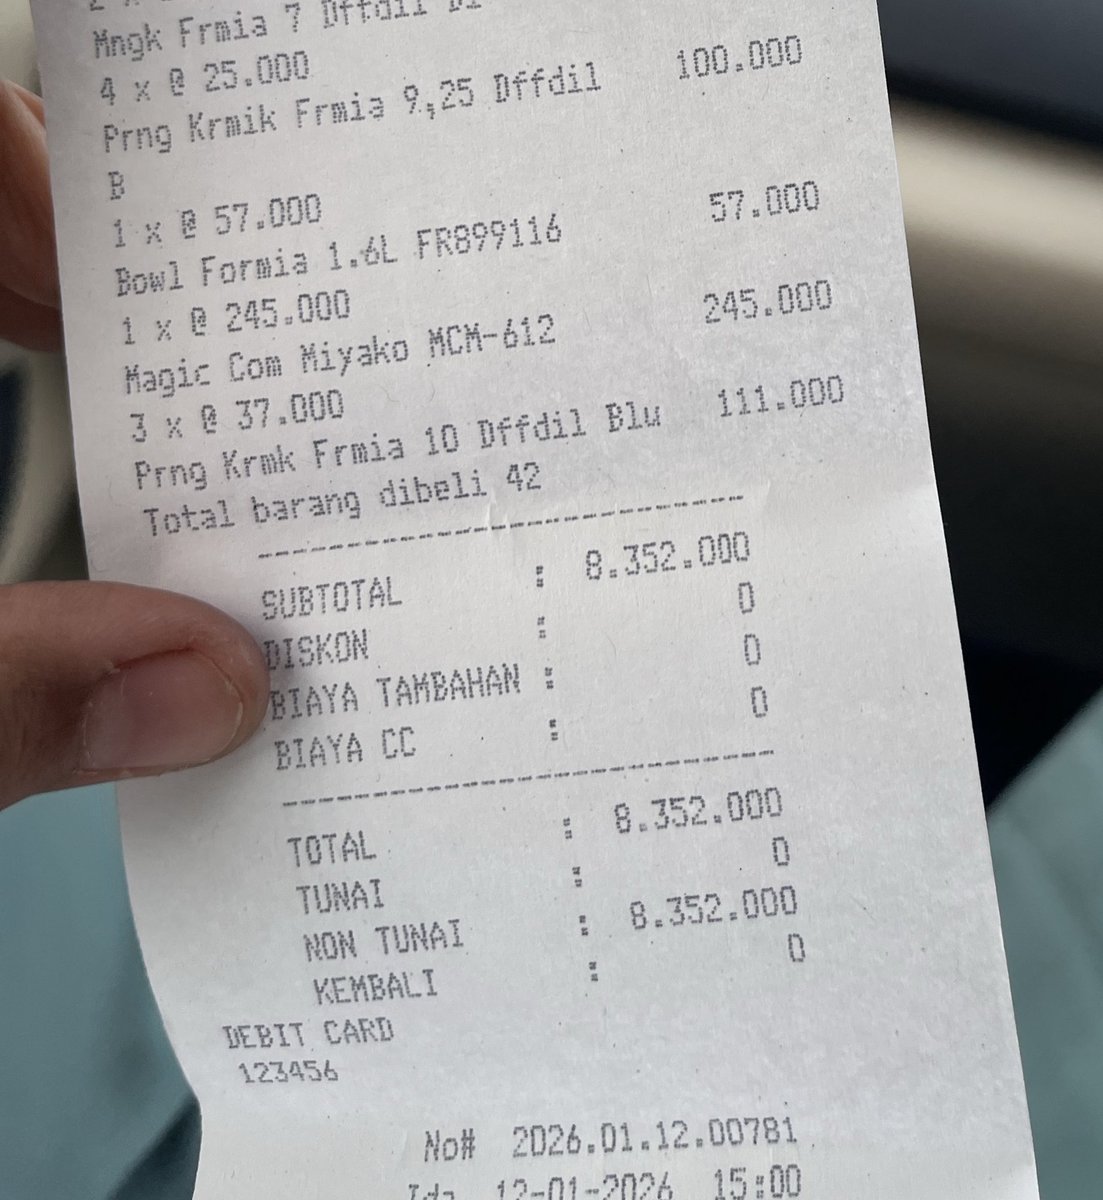 Mngk Frmia 7 Dffdil
4 x @ 25.000 100.000
Prng Krmik Frmia 9,25 Dffdil
B
1 x @ 57.000 57.000
Bowl Formia 1.6L FR899116
1 x @ 245.000 245.000
Magic Com Miyako MCM-612
3 x @ 37.000 111.000
Prng Krmk Frmia 10 Dffdil Blu
Total barang dibeli 42
SUBTOTAL : 8.352.000
DISKON : 0
BIAYA TAMBAHAN : 0
BIAYA CC : 0
TOTAL : 8.352.000
TUNAI : 0
NON TUNAI : 8.352.000
KEMBALI : 0
DEBIT CARD
123456
No# 2026.01.12.00781
Ida 12-01-2026 15:00